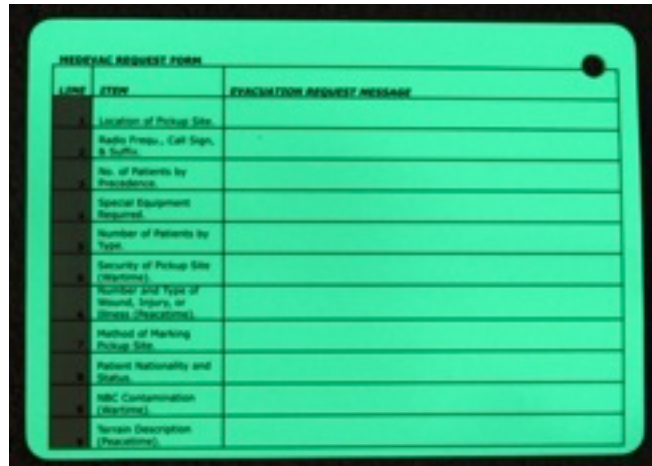 MEDEVAC REQUEST FORM
LINE ITEM EVACUATION REQUEST MESSAGE
1 Location of Pickup Site.
Radio Frequ., Call Sign,
2 & Suffix.
No. of Patients by
3 Precedence.
Special Equipment
4 Required.
Number of Patients by
5 Type.
Security of Pickup Site
6 (Wartime).
Number and Type of
Wound, Injury, or
6 Illness (Peacetime).
Method of Marking
7 Pickup Site.
Patient Nationality and
8 Status.
NBC Contamination
9 (Wartime).
Terrain Description
9 (Peacetime).